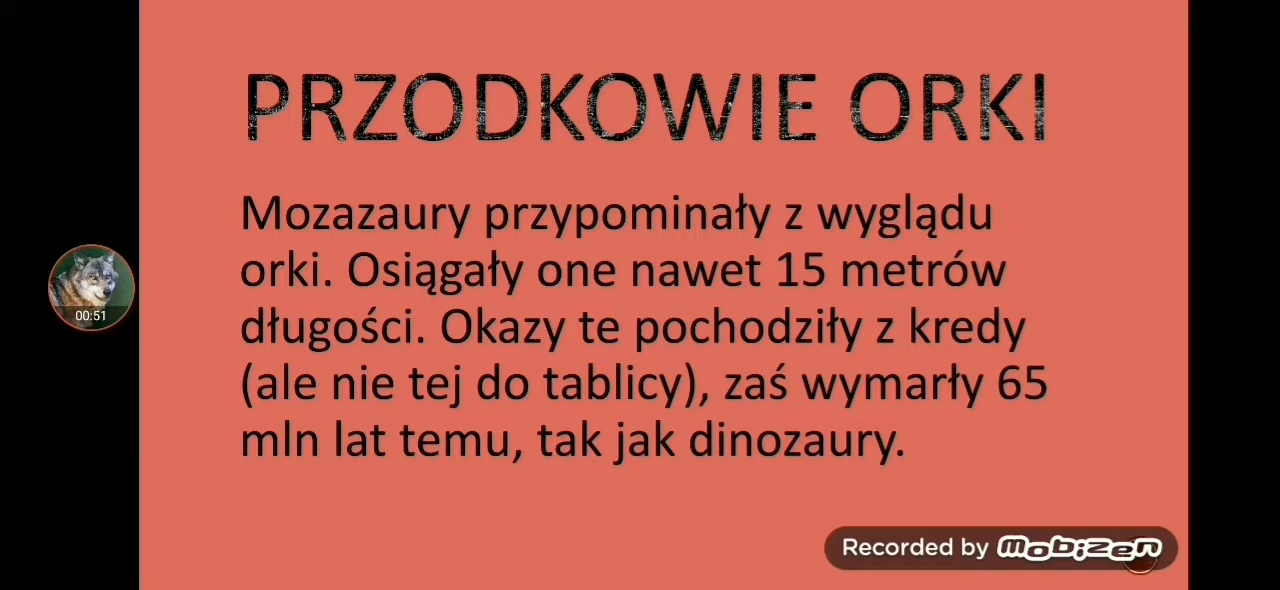 PRZODKOWIE ORKI
Mozazaury przypominały z wyglądu
orki. Osiągały one nawet 15 metrów
długości. Okazy te pochodziły z kredy
(ale nie tej do tablicy), zaś wymarły 65
mln lat temu, tak jak dinozaury.
00:51
Recorded by mobizen